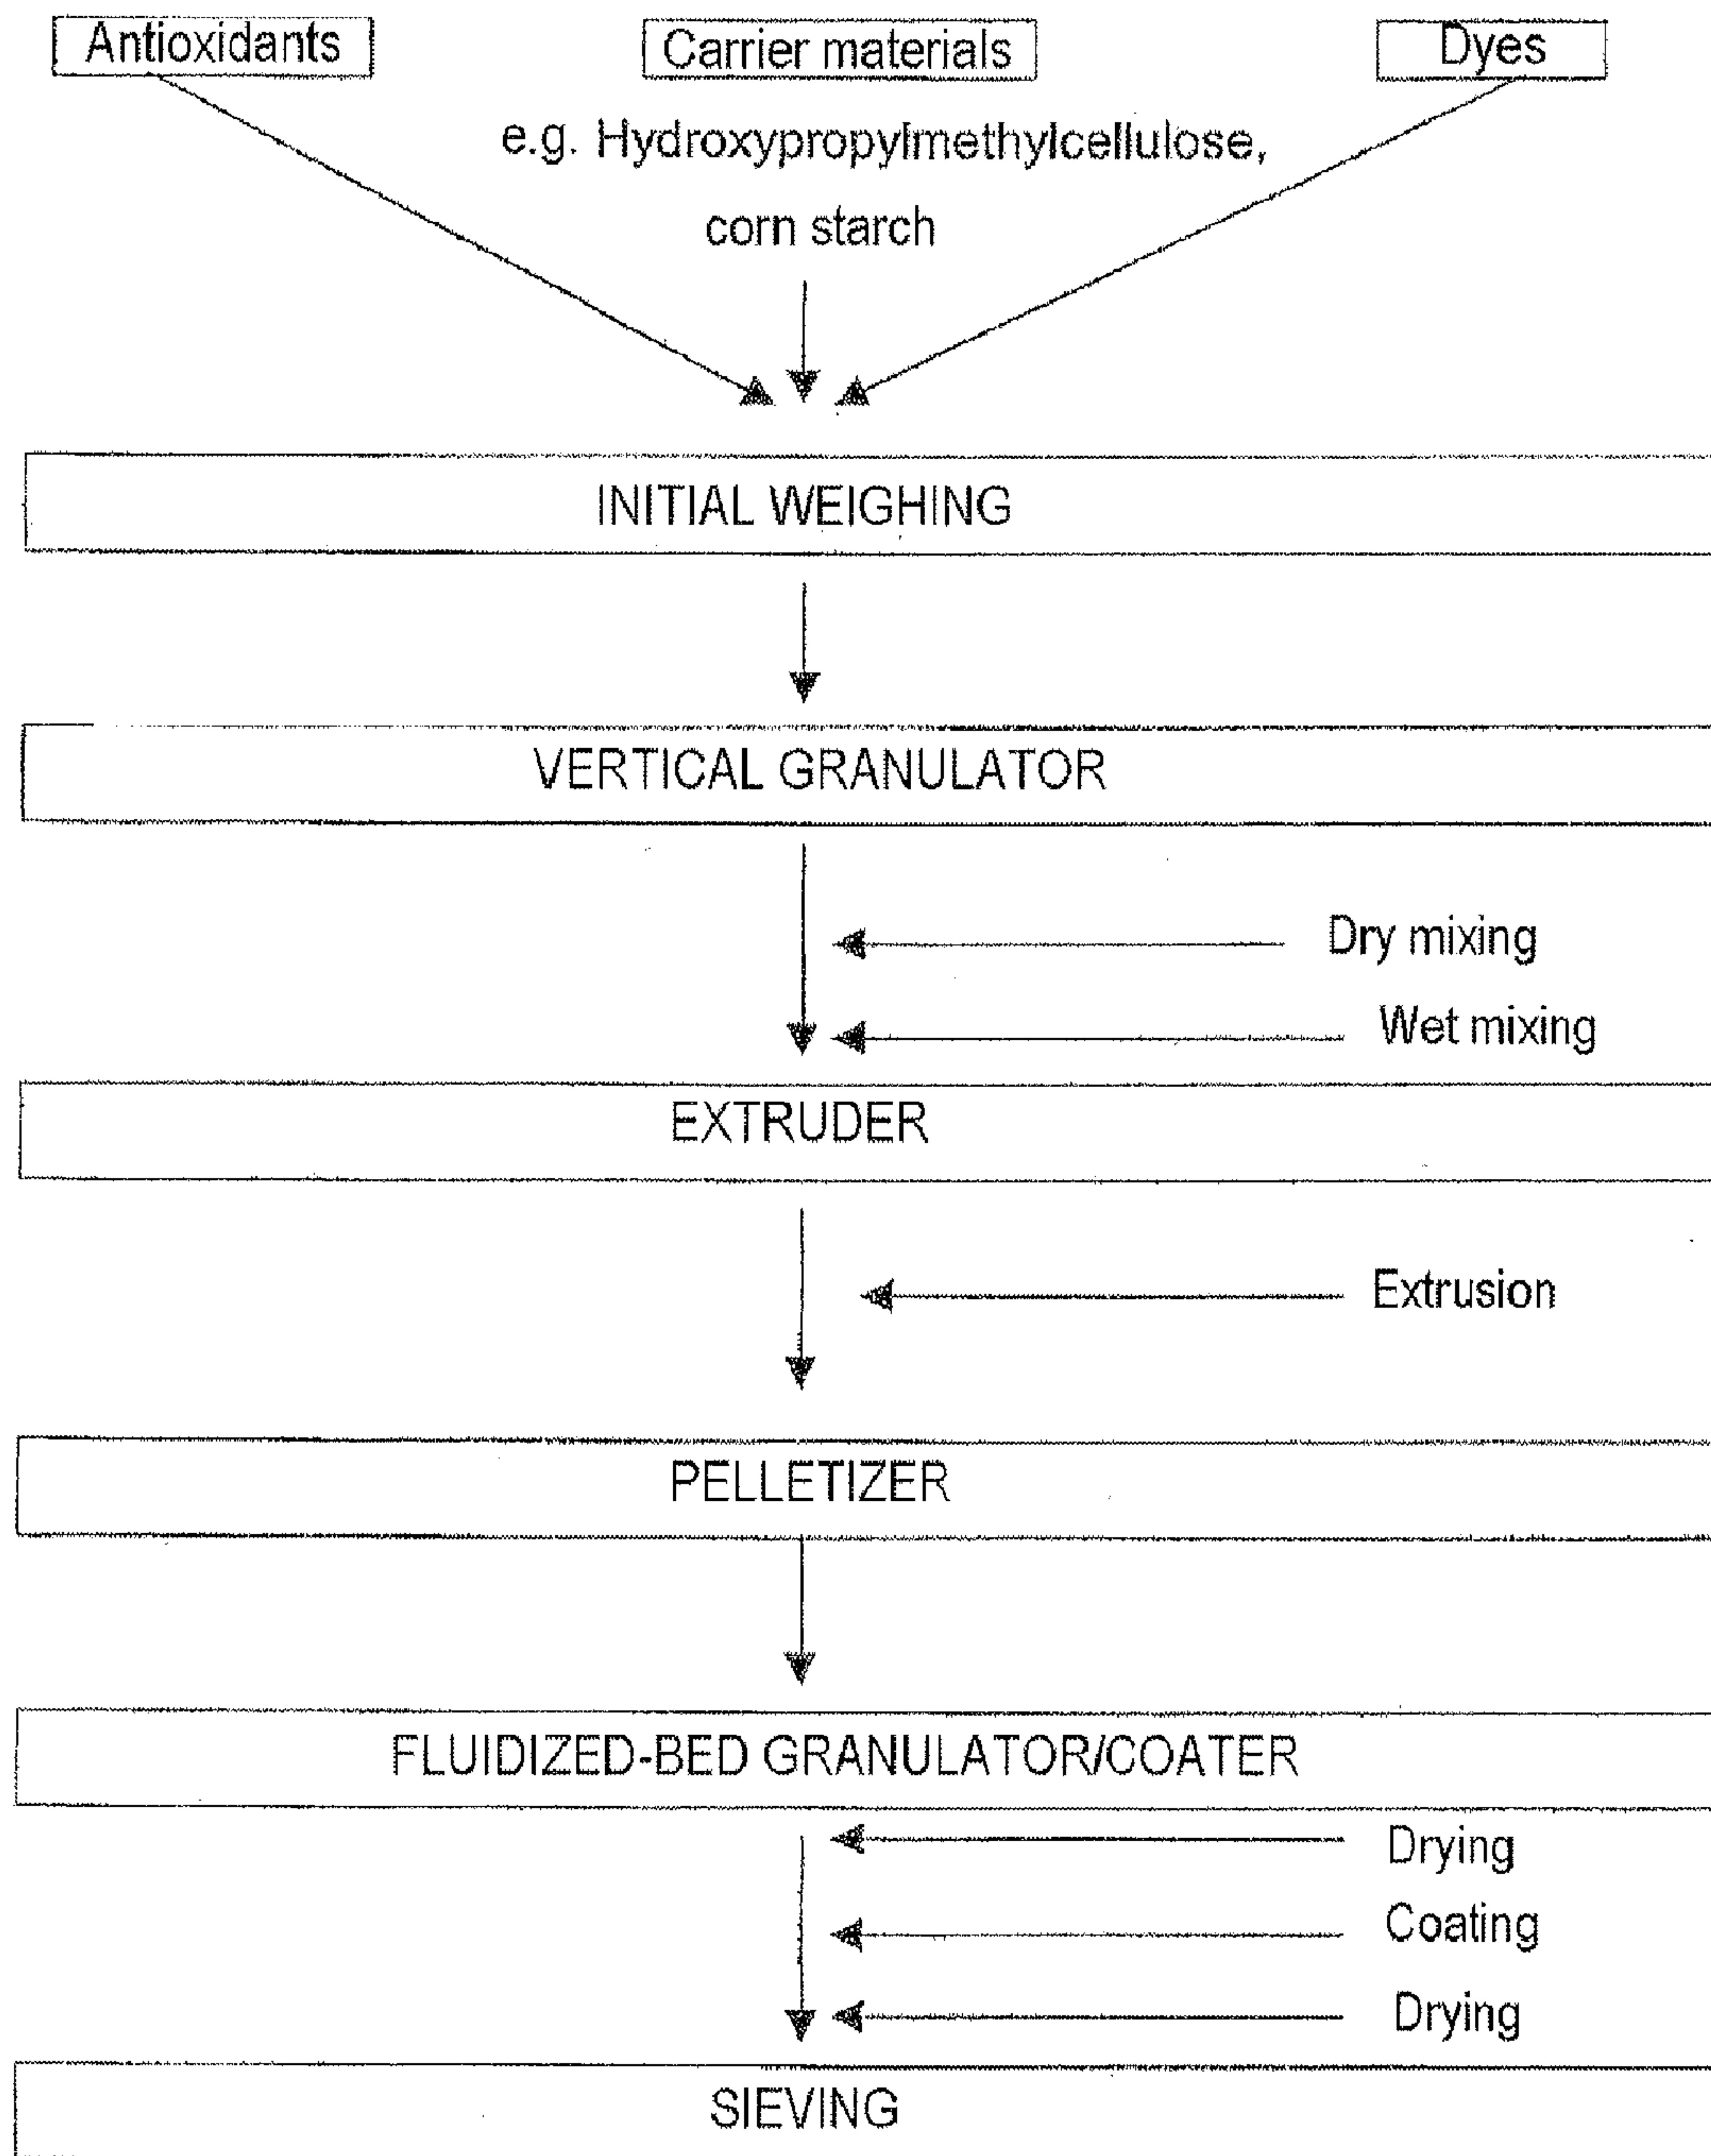 Antioxidants
Carrier materials
Dyes
e.g. Hydroxypropylmethylcellulose,
corn starch
INITIAL WEIGHING
VERTICAL GRANULATOR
Dry mixing
Wet mixing
EXTRUDER
Extrusion
PELLETIZER
FLUIDIZED-BED GRANULATOR/COATER
Drying
Coating
Drying
SIEVING